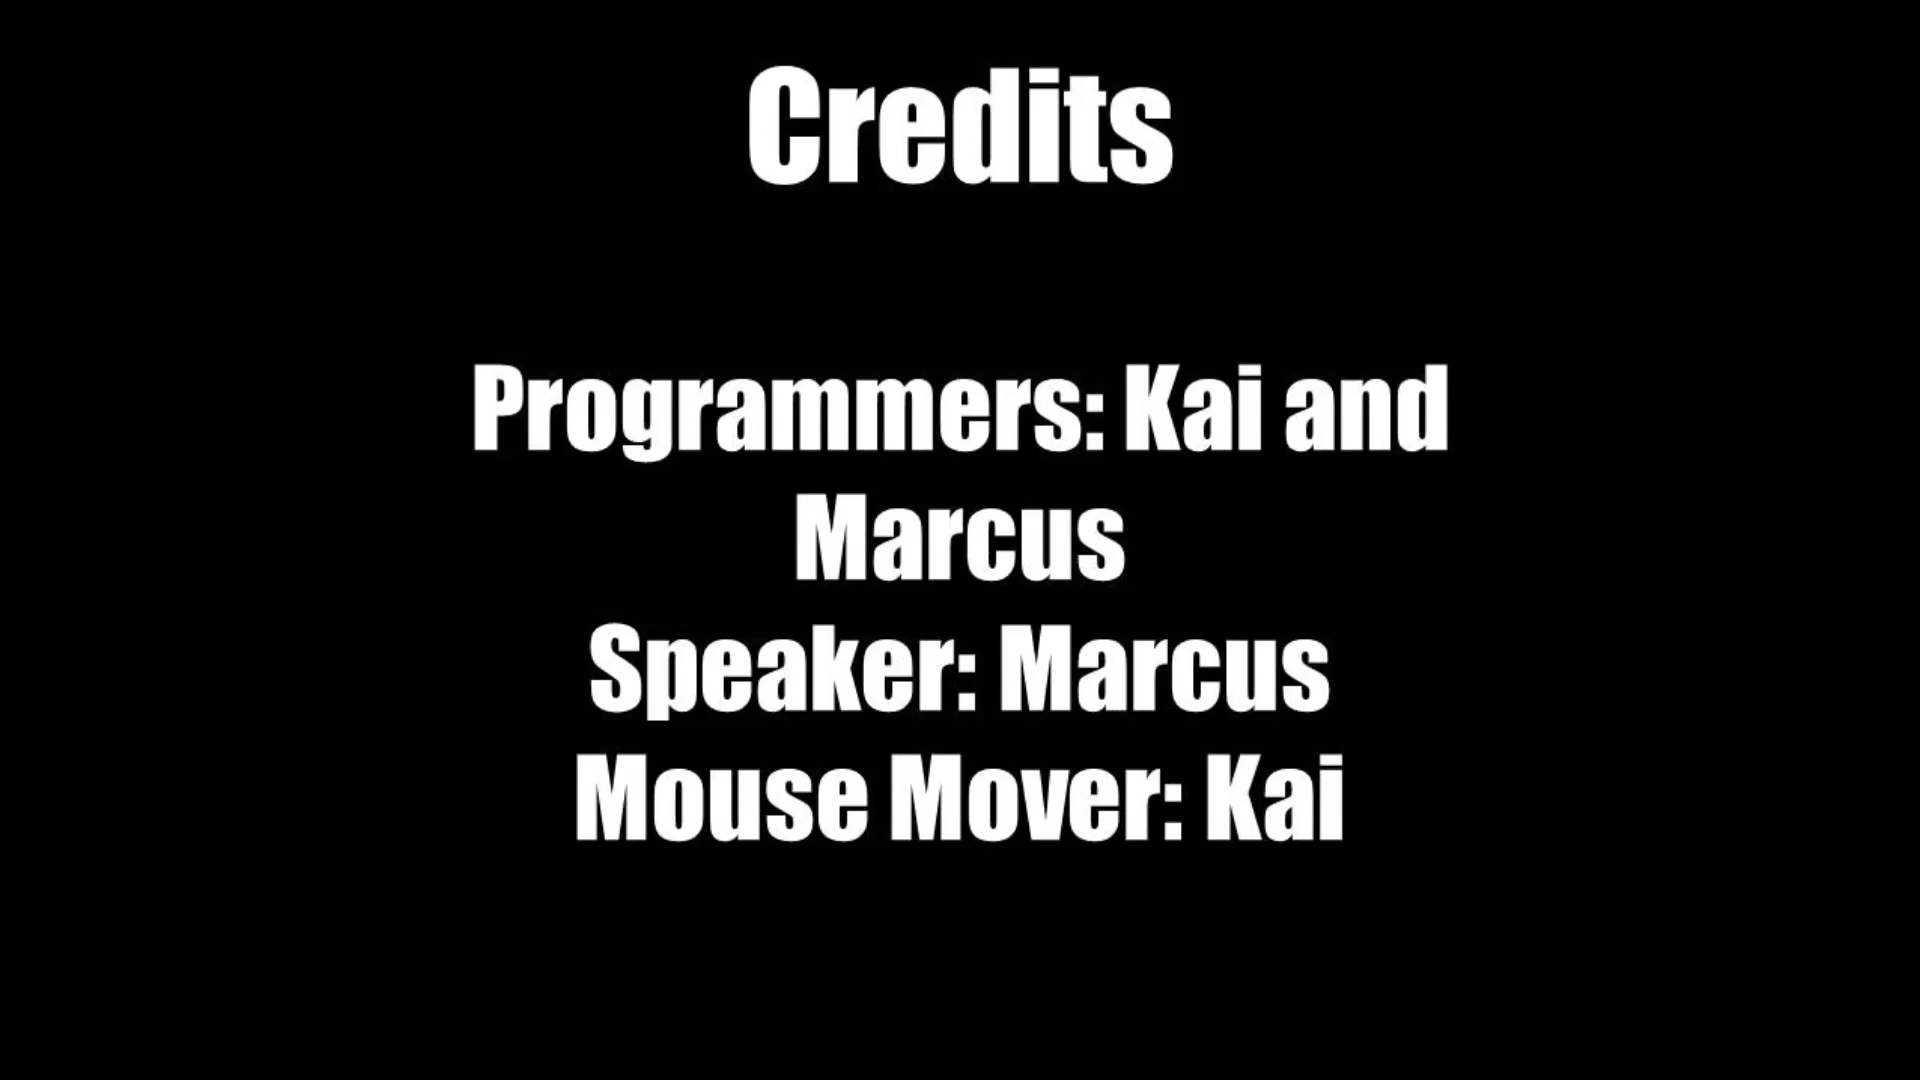 Credits
Programmers: Kai and
Marcus
Speaker: Marcus
Mouse Mover: Kai